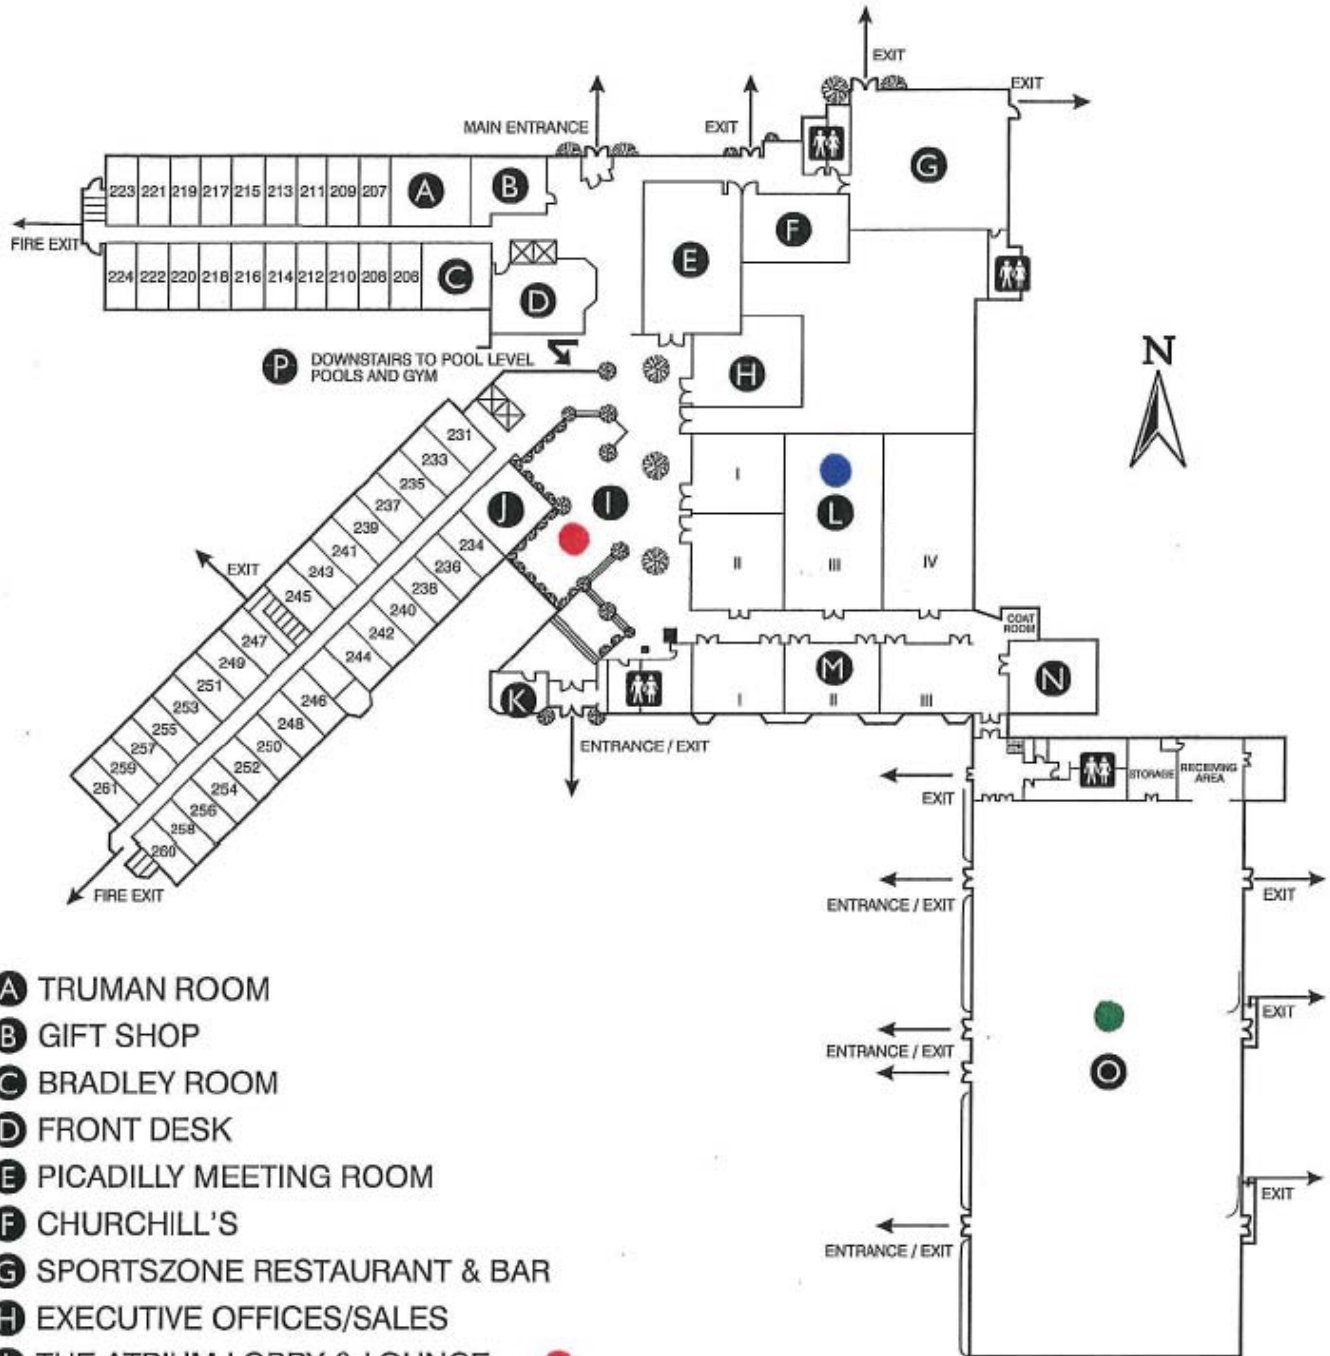 EXIT
EXIT
MAIN ENTRANCE
EXIT
223 221 219 217 215 213 211 209 207
A
B
G
F
E
FIRE EXIT
224 222 220 218 216 214 212 210 208 206
C
D
N
P DOWNSTAIRS TO POOL LEVEL
POOLS AND GYM
H
231
233
235
237
239
241
243
245
247
249
251
253
255
257
259
261
J
I
234
236
238
240
242
244
246
248
250
252
254
256
258
260
EXIT
FIRE EXIT
I
L
II
III
IV
COAT
ROOM
M
N
K
I
II
III
ENTRANCE / EXIT
STORAGE
RECEIVING
AREA
EXIT
ENTRANCE / EXIT
EXIT
EXIT
ENTRANCE / EXIT
O
EXIT
ENTRANCE / EXIT
A TRUMAN ROOM
B GIFT SHOP
C BRADLEY ROOM
D FRONT DESK
E PICADILLY MEETING ROOM
F CHURCHILL'S
G SPORTSZONE RESTAURANT & BAR
H EXECUTIVE OFFICES/SALES
I THE ATRIUM LOBBY & LOUNGE